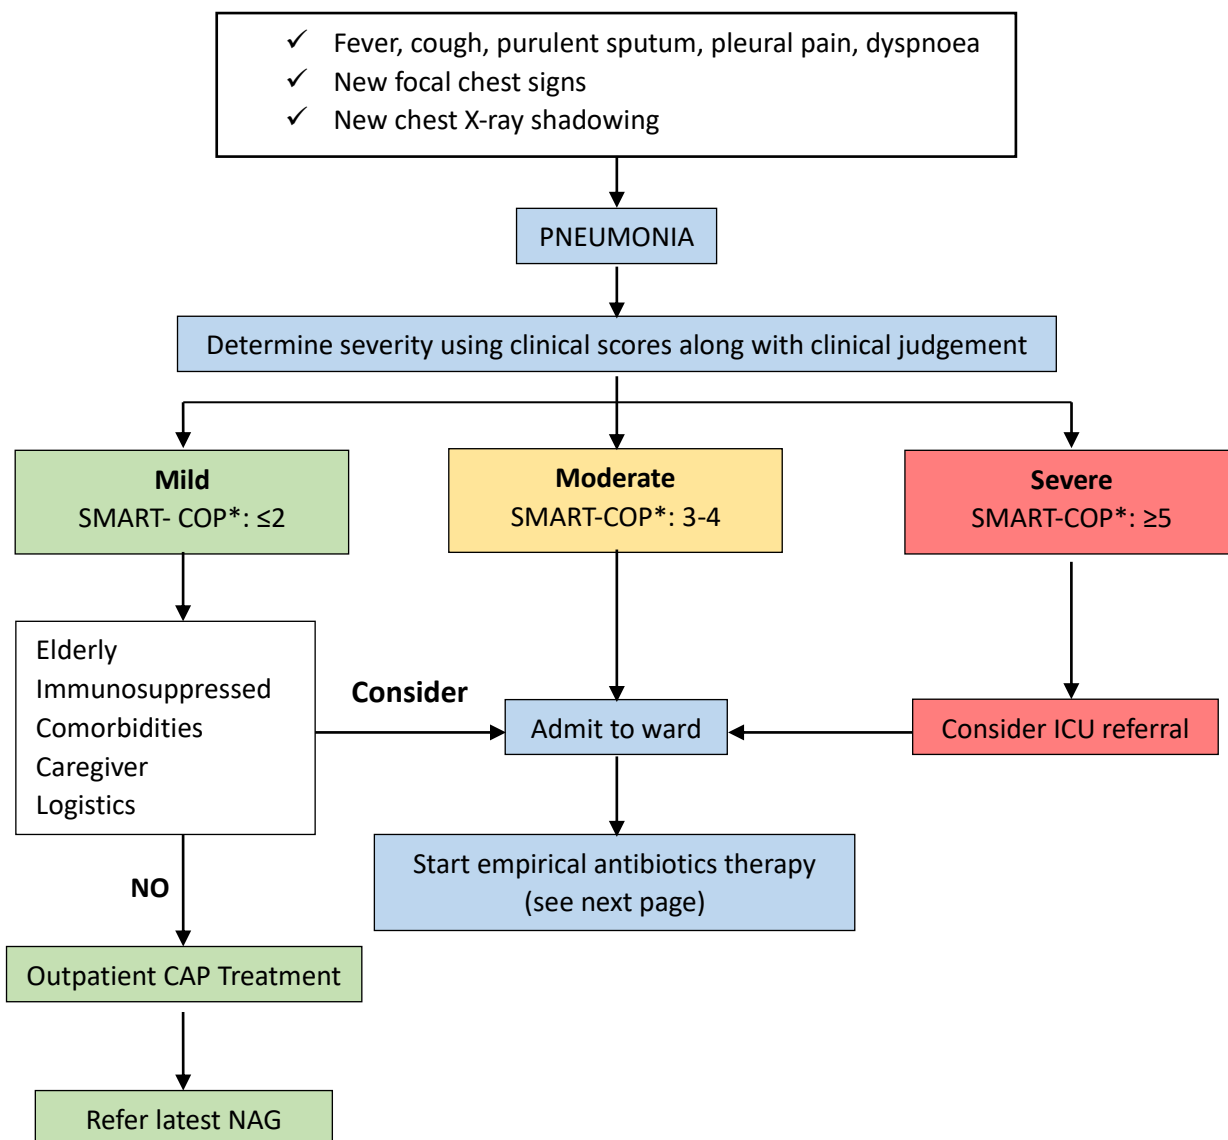 ✓ Fever, cough, purulent sputum, pleural pain, dyspnoea
✓ New focal chest signs
✓ New chest X-ray shadowing
PNEUMONIA
Determine severity using clinical scores along with clinical judgement
Mild
SMART- COP*: ≤2
Moderate
SMART-COP*: 3-4
Severe
SMART-COP*: ≥5
Elderly
Immunosuppressed
Comorbidities
Caregiver
Logistics
Consider
Admit to ward
Consider ICU referral
Start empirical antibiotics therapy
(see next page)
NO
Outpatient CAP Treatment
Refer latest NAG